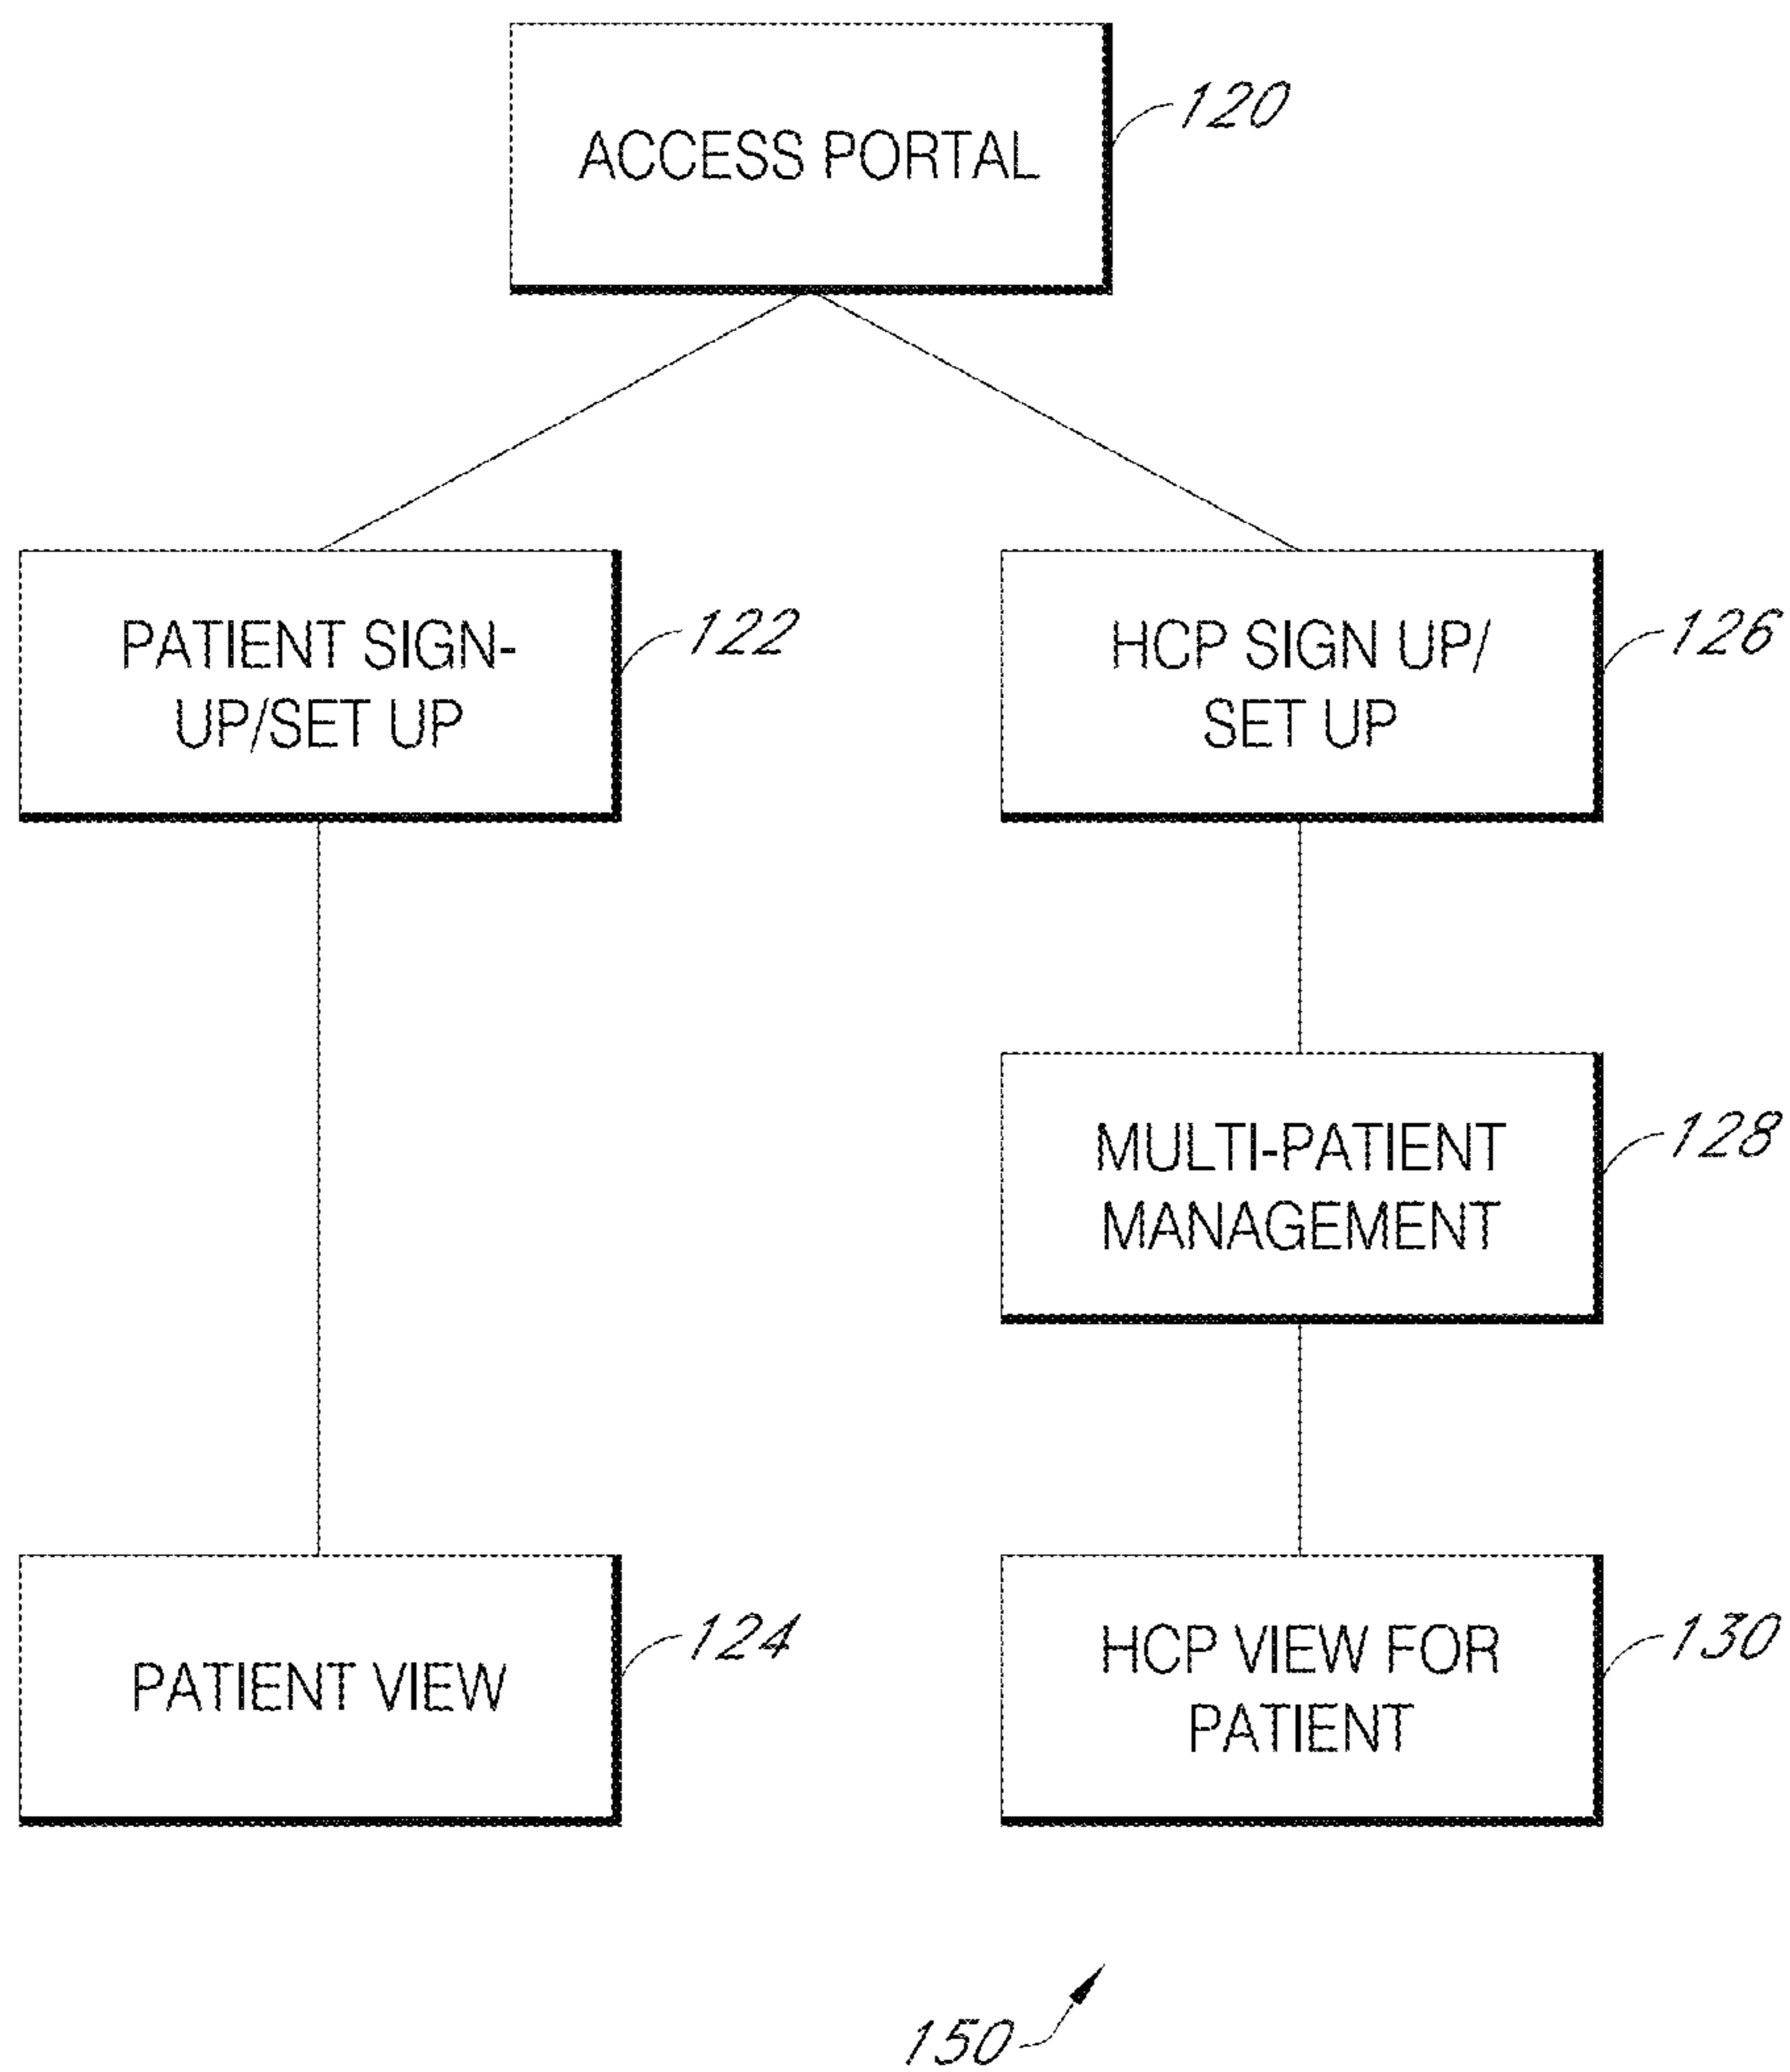 ACCESS PORTAL
120
PATIENT SIGN-
UP/SET UP
122
HCP SIGN UP/
SET UP
126
MULTI-PATIENT
MANAGEMENT
128
PATIENT VIEW
124
HCP VIEW FOR
PATIENT
130
150